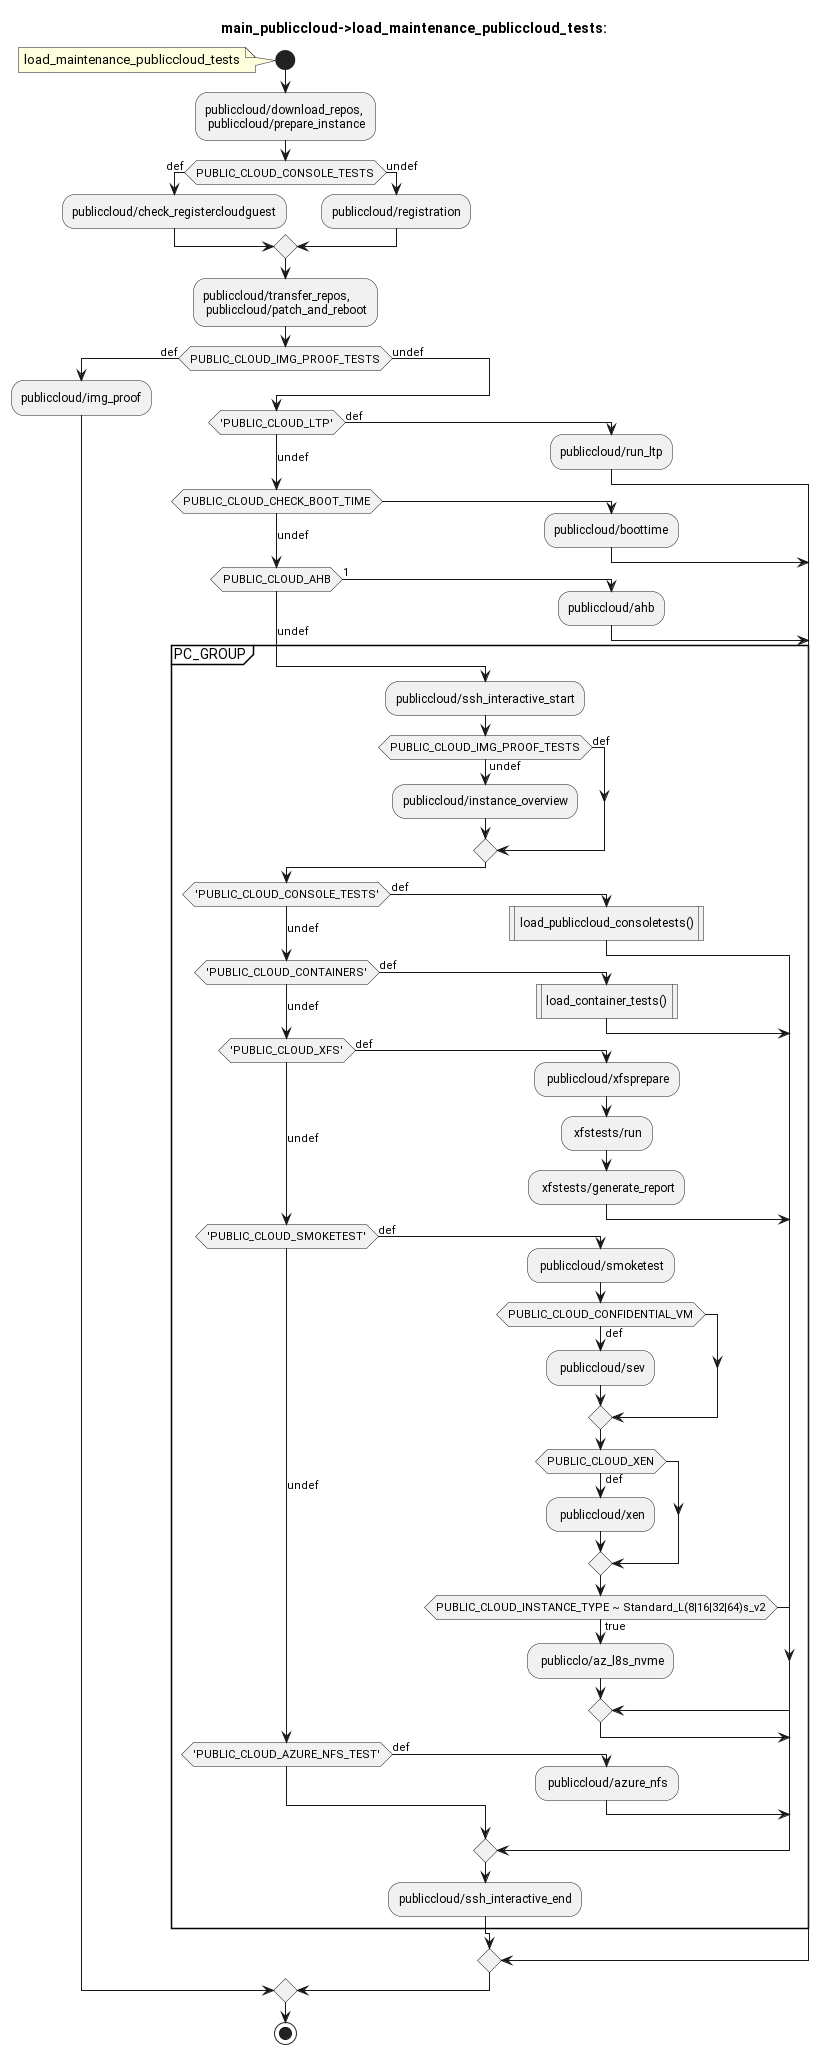 main_publiccloud->load_maintenance_publiccloud_tests:
load_maintenance_publiccloud_tests
publiccloud/download_repos,
publiccloud/prepare_instance
def
PUBLIC_CLOUD_CONSOLE_TESTS
undef
publiccloud/check_registercloudguest
publiccloud/registration
publiccloud/transfer_repos,
publiccloud/patch_and_reboot
def
PUBLIC_CLOUD_IMG_PROOF_TESTS
undef
publiccloud/img_proof
'PUBLIC_CLOUD_LTP'
def
publiccloud/run_ltp
undef
PUBLIC_CLOUD_CHECK_BOOT_TIME
publiccloud/boottime
undef
PUBLIC_CLOUD_AHB
1
publiccloud/ahb
undef
PC_GROUP
publiccloud/ssh_interactive_start
PUBLIC_CLOUD_IMG_PROOF_TESTS
def
undef
publiccloud/instance_overview
'PUBLIC_CLOUD_CONSOLE_TESTS'
def
load_publiccloud_consoletests()
undef
'PUBLIC_CLOUD_CONTAINERS'
def
load_container_tests()
undef
'PUBLIC_CLOUD_XFS'
def
publiccloud/xfsprepare
xfstests/run
undef
xfstests/generate_report
'PUBLIC_CLOUD_SMOKETEST'
def
publiccloud/smoketest
PUBLIC_CLOUD_CONFIDENTIAL_VM
def
publiccloud/sev
PUBLIC_CLOUD_XEN
def
undef
publiccloud/xen
PUBLIC_CLOUD_INSTANCE_TYPE ~ Standard_L(8|16|32|64)s_v2
true
publicclo/az_l8s_nvme
'PUBLIC_CLOUD_AZURE_NFS_TEST'
def
publiccloud/azure_nfs
publiccloud/ssh_interactive_end